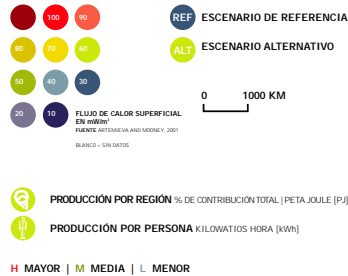 100 90
REF ESCENARIO DE REFERENCIA
80 70 60
ALT ESCENARIO ALTERNATIVO
50 40 30
0 1000 KM
20 10
FLUJO DE CALOR SUPERFICIAL
EN mW/m²
FUENTE ARTEMIEVA AND MOONEY, 2001
BLANCO = SIN DATOS
PRODUCCIÓN POR REGIÓN % DE CONTRIBUCIÓN TOTAL | PETA JOULE [PJ]
PRODUCCIÓN POR PERSONA KILOWATIOS HORA [kWh]
H MAYOR | M MEDIA | L MENOR